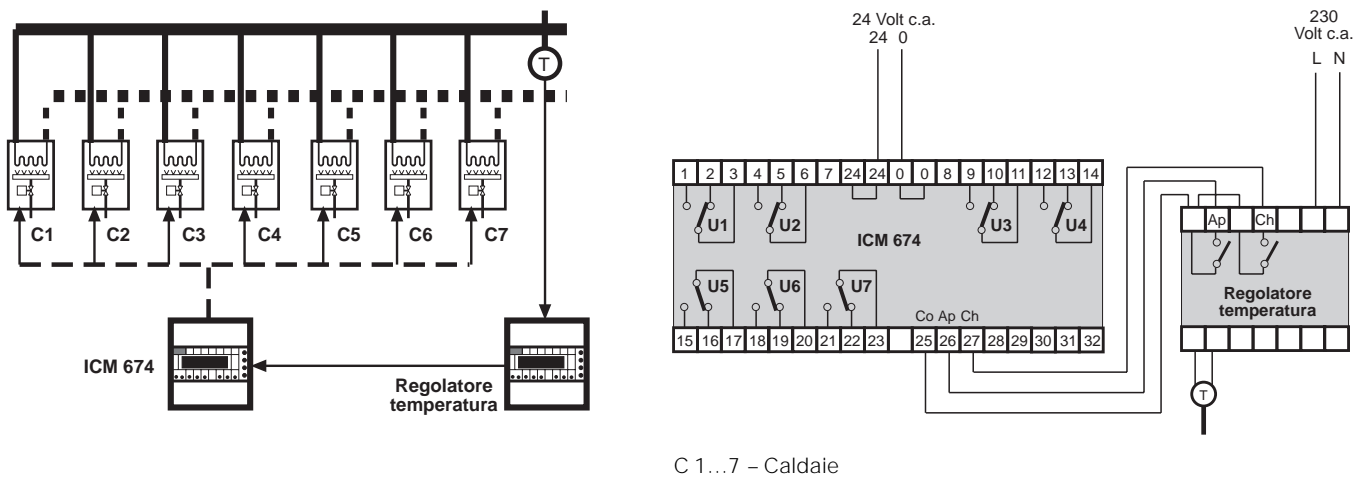 T
C1 C2 C3 C4 C5 C6 C7
ICM 674
Regolatore
temperatura
24 Volt c.a.
24 0
230
Volt c.a.
L N
1 2 3 4 5 6 7 24 24 0 0 8 9 10 11 12 13 14
U1 U2 U3 U4
ICM 674
U5 U6 U7
Co Ap Ch
15 16 17 18 19 20 21 22 23 25 26 27 28 29 30 31 32
Ap Ch
Regolatore
temperatura
T
C 1...7 – Caldaie